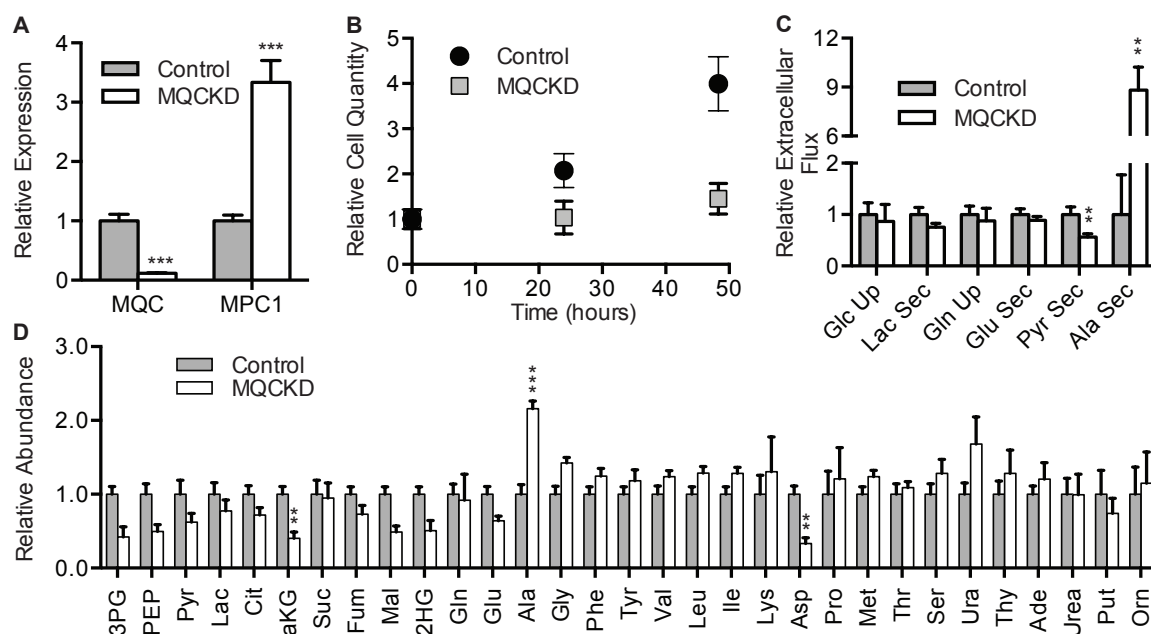 A
Relative Expression
4
3
2
1
0
***
***
Control
MQCKD
MQC
MPC1
B
Relative Cell Quantity
5
4
3
2
1
0
Control
MQCKD
0
10
20
30
40
50
Time (hours)
C
Relative Extracellular
Flux
12
9
6
2
1
0
Control
MQCKD
**
**
Glc Up
Lac Sec
Gln Up
Glu Sec
Pyr Sec
Ala Sec
D
Relative Abundance
3.0
2.0
1.0
0.0
Control
MQCKD
**
***
**
3PG
PEP
Pyr
Lac
Cit
aKG
Suc
Fum
Mal
2HG
Gln
Glu
Ala
Gly
Phe
Tyr
Val
Leu
Ile
Lys
Asp
Pro
Met
Thr
Ser
Ura
Thy
Ade
Urea
Put
Orn